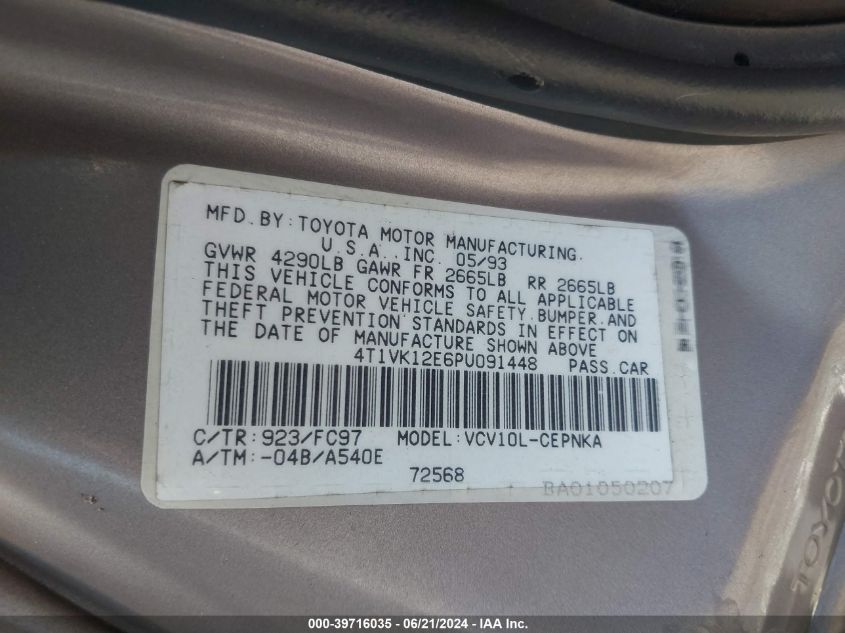 MFD. BY: TOYOTA MOTOR MANUFACTURING.
U.S.A., INC. 05/93
GVWR 4290LB GAWR FR 2665LB RR 2665LB
THIS VEHICLE CONFORMS TO ALL APPLICABLE
FEDERAL MOTOR VEHICLE SAFETY, BUMPER, AND
THEFT PREVENTION STANDARDS IN EFFECT ON
THE DATE OF MANUFACTURE SHOWN ABOVE
4T1VK12E6PU091448 PASS.CAR
C/TR: 923/FC97 MODEL: VCV10L-CEPNKA
A/TM: -04B/A540E
72568
BA01050207
TOYOTA
000-39716035 - 06/21/2024 - IAA Inc.